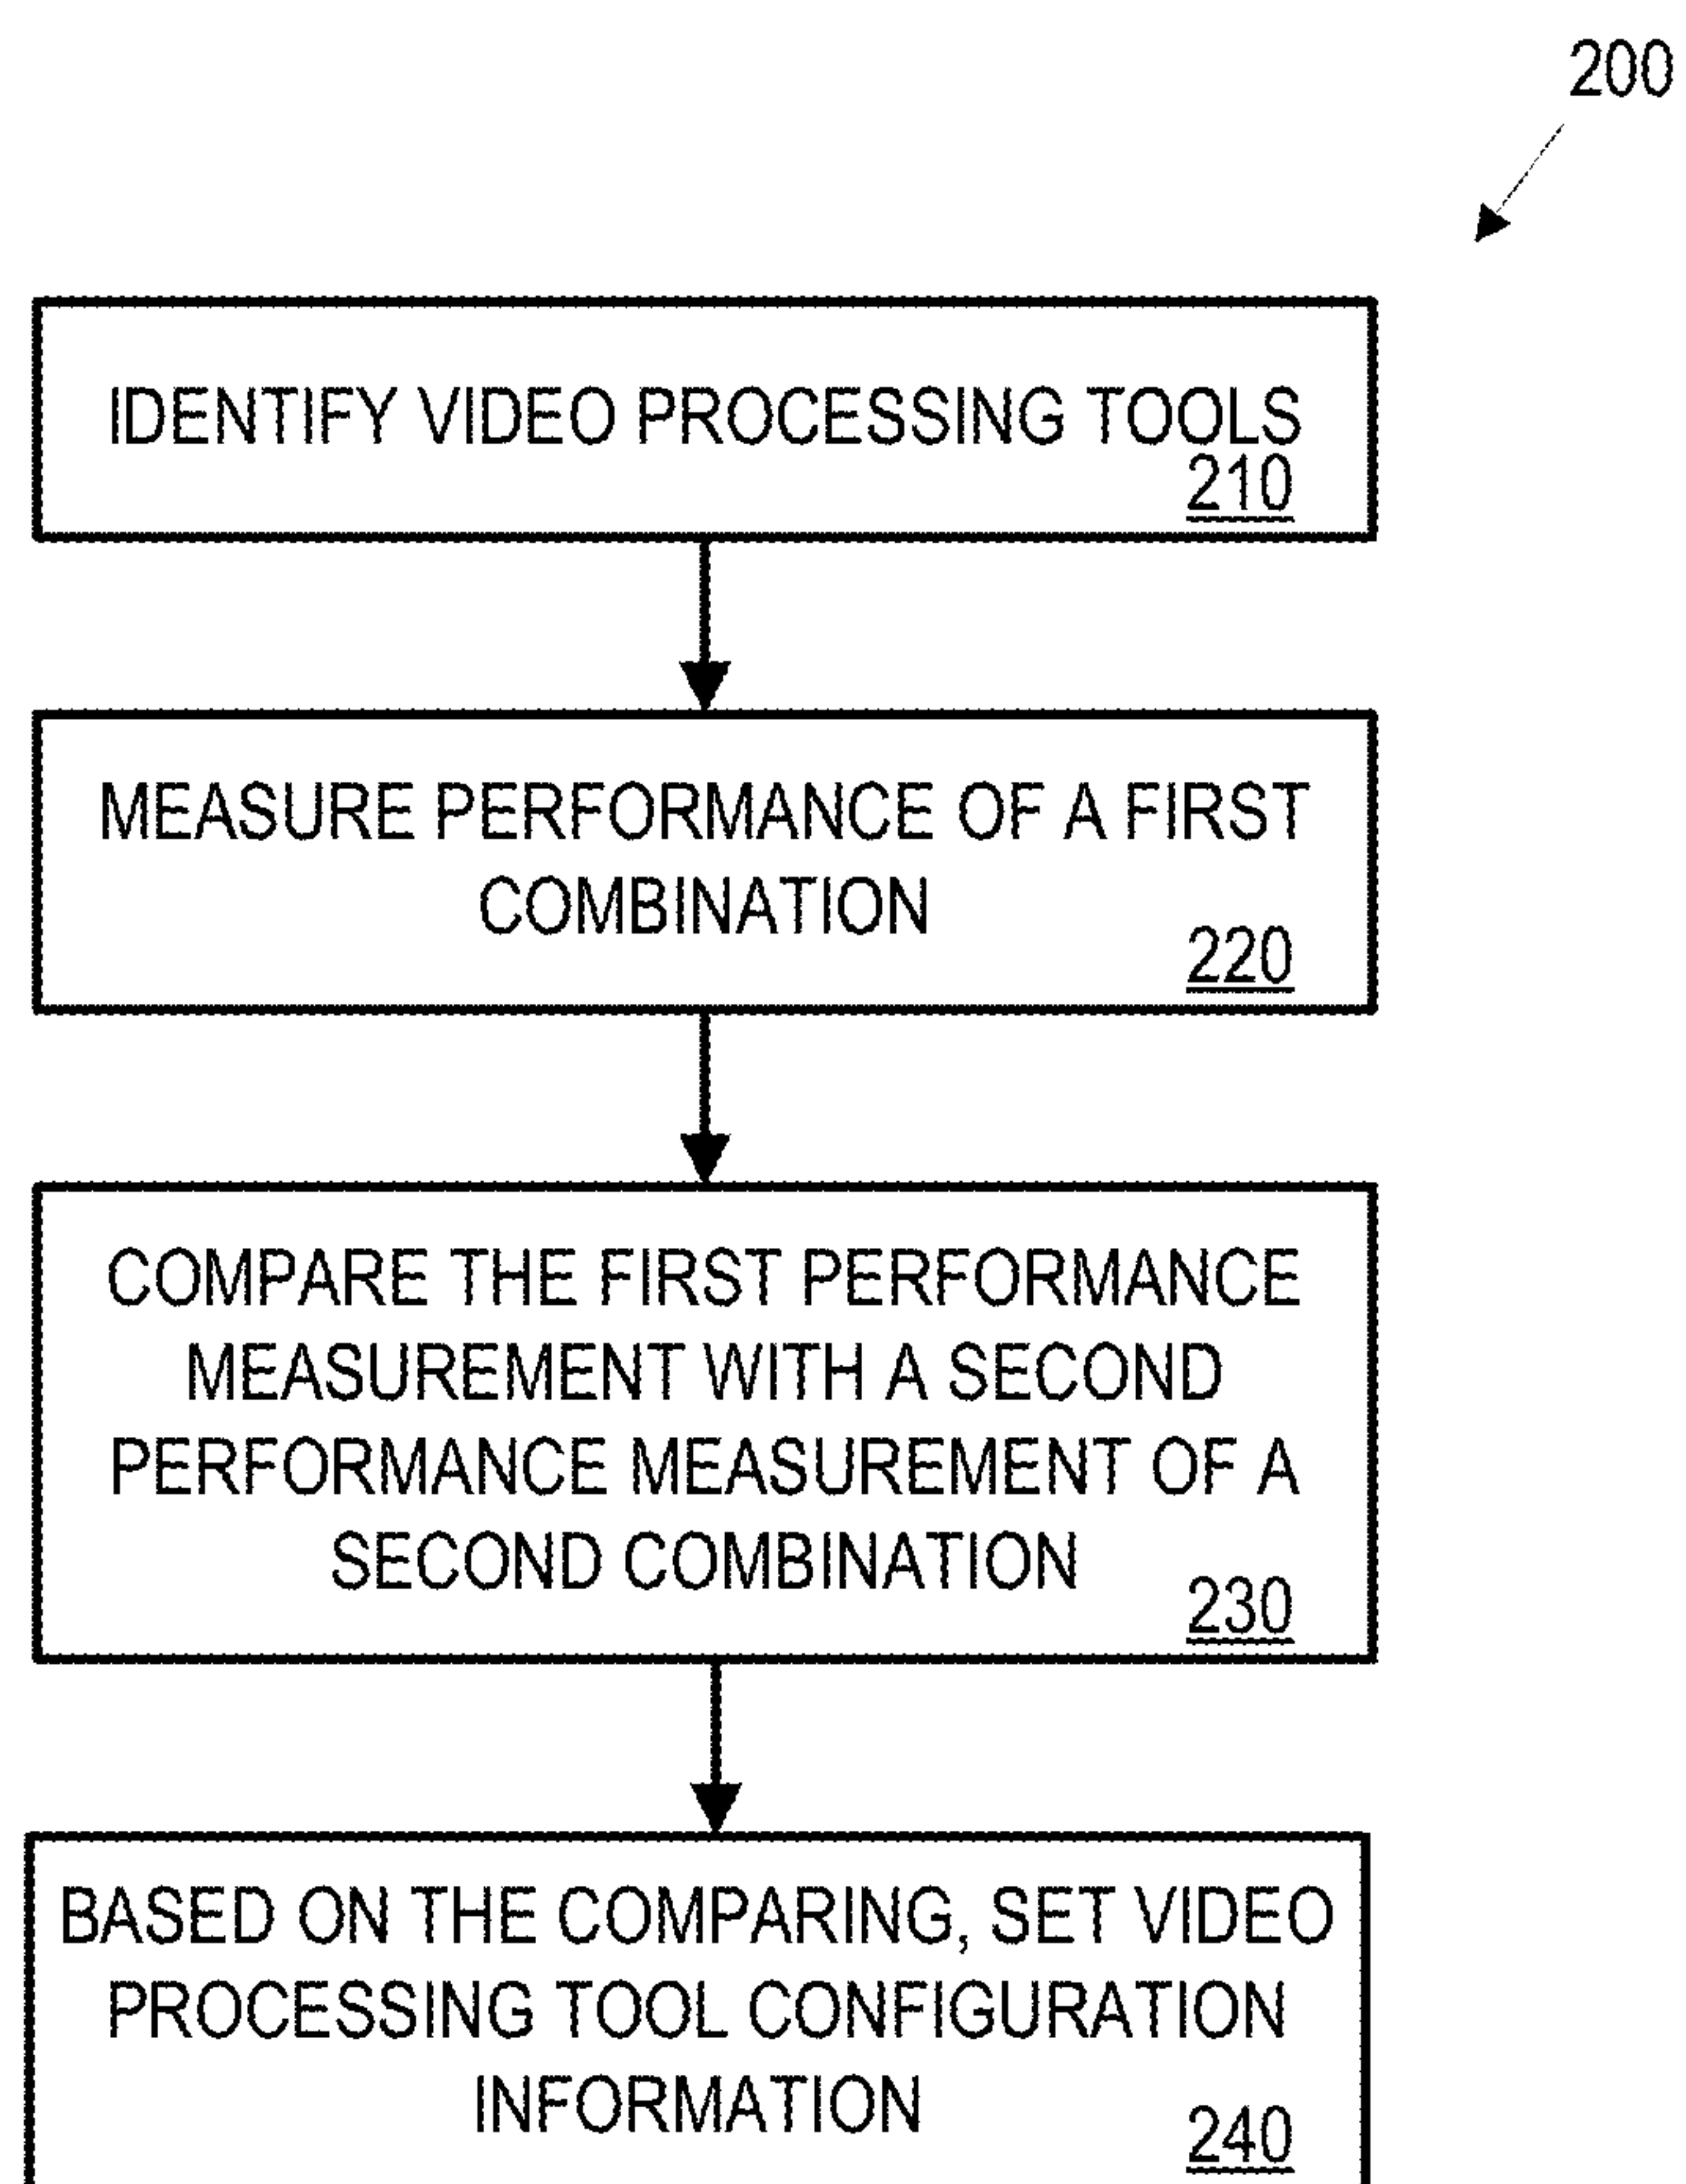 200
IDENTIFY VIDEO PROCESSING TOOLS
210
MEASURE PERFORMANCE OF A FIRST
COMBINATION
220
COMPARE THE FIRST PERFORMANCE
MEASUREMENT WITH A SECOND
PERFORMANCE MEASUREMENT OF A
SECOND COMBINATION
230
BASED ON THE COMPARING, SET VIDEO
PROCESSING TOOL CONFIGURATION
INFORMATION
240